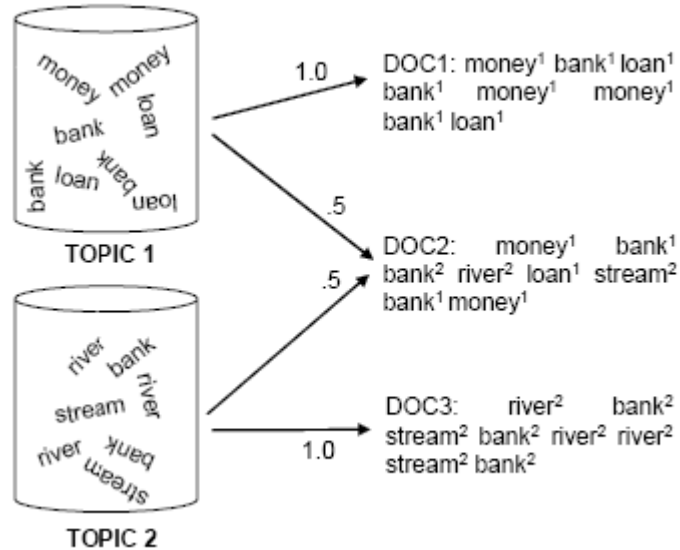 money
money
loan
bank
bank
loan
bank
loan
TOPIC 1
1.0
.5
DOC1: money¹ bank¹ loan¹
bank¹ money¹ money¹
bank¹ loan¹
DOC2: money¹ bank¹
bank² river² loan¹ stream²
bank¹ money¹
river
bank
river
stream
river
bank
stream
TOPIC 2
.5
1.0
DOC3: river² bank²
stream² bank² river² river²
stream² bank²